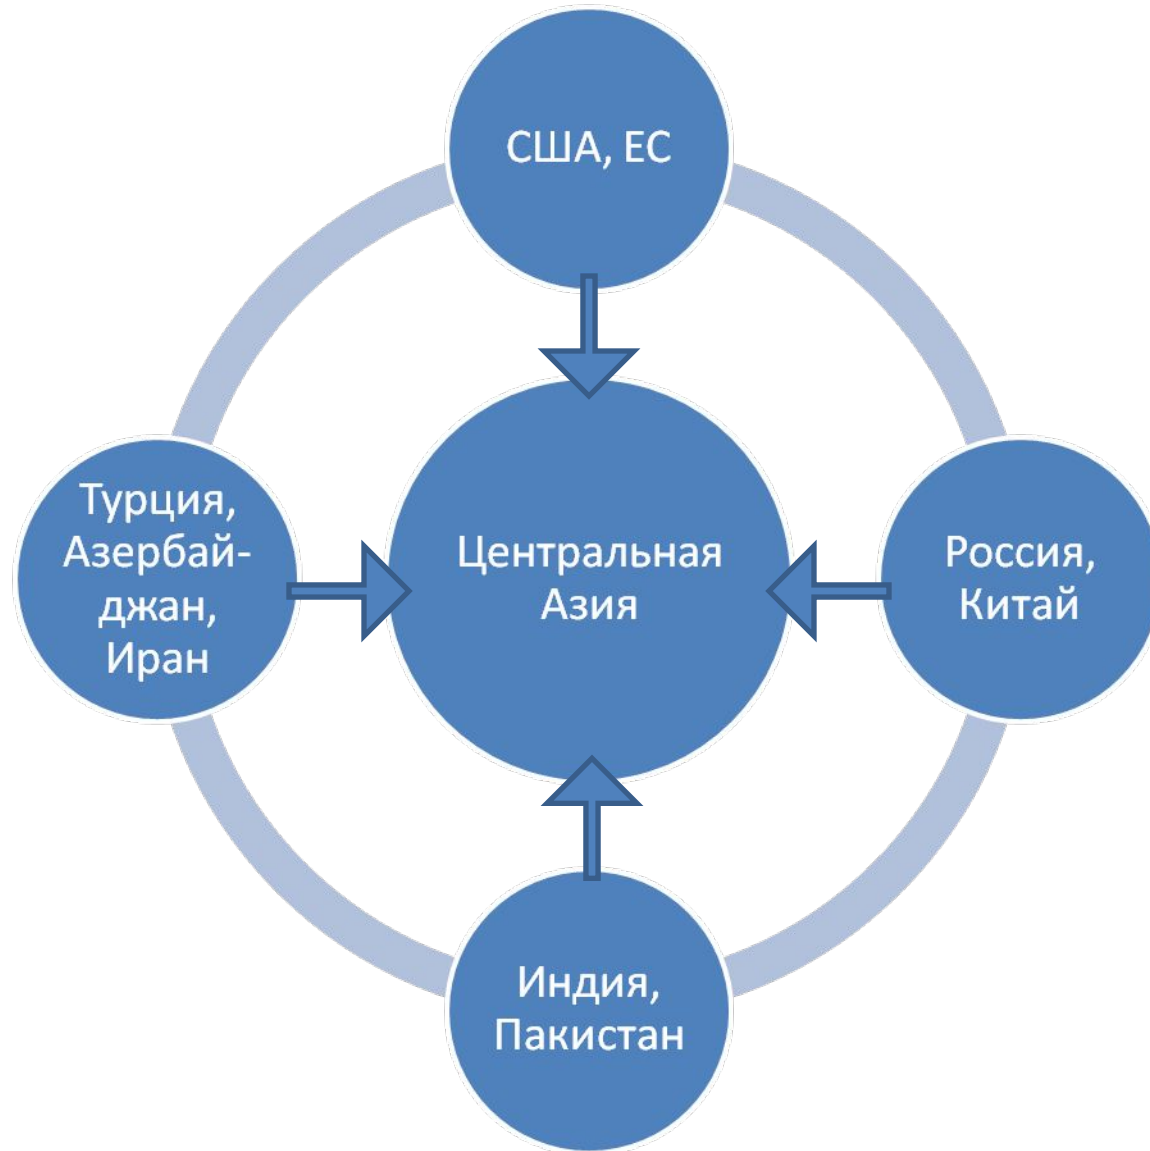 США, ЕС
Турция,
Азербай-
джан,
Иран
Центральная
Азия
Россия,
Китай
Индия,
Пакистан